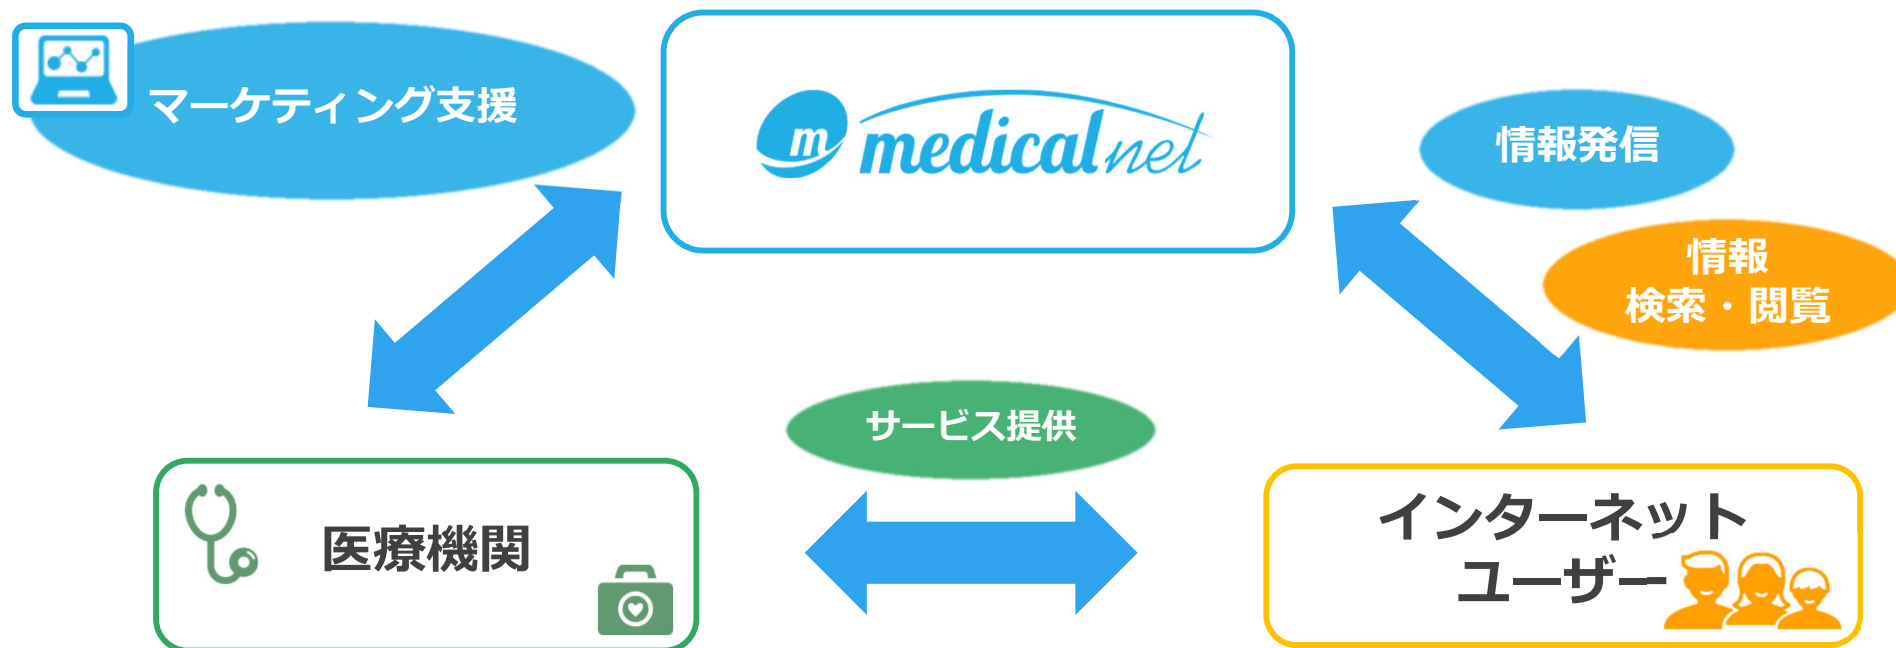 マーケティング支援
m medicalnet
情報発信
情報
検索・閲覧
サービス提供
医療機関
インターネット
ユーザー